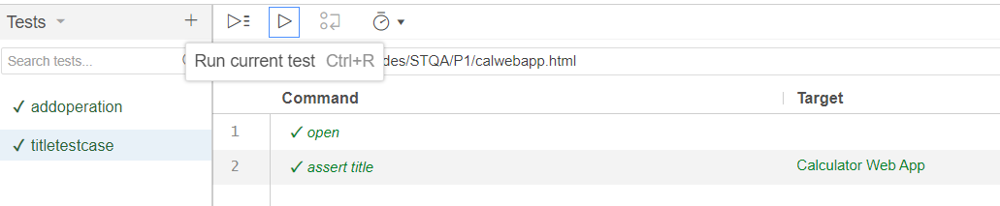 Tests
Search tests...
Run current test Ctrl+R
des/STQA/P1/calwebapp.html
Command Target
✓ addoperation
✓ titletestcase
1 ✓ open
2 ✓ assert title Calculator Web App